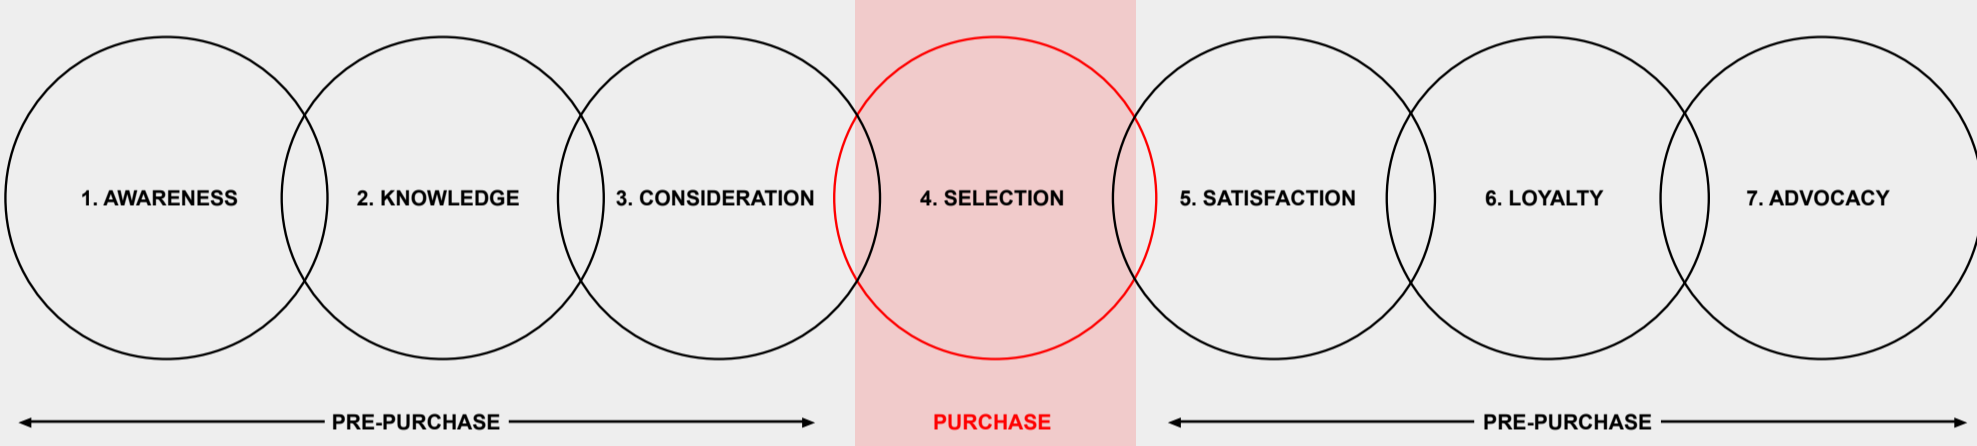 1. AWARENESS
2. KNOWLEDGE
3. CONSIDERATION
4. SELECTION
5. SATISFACTION
6. LOYALTY
7. ADVOCACY
PRE-PURCHASE
PURCHASE
PRE-PURCHASE